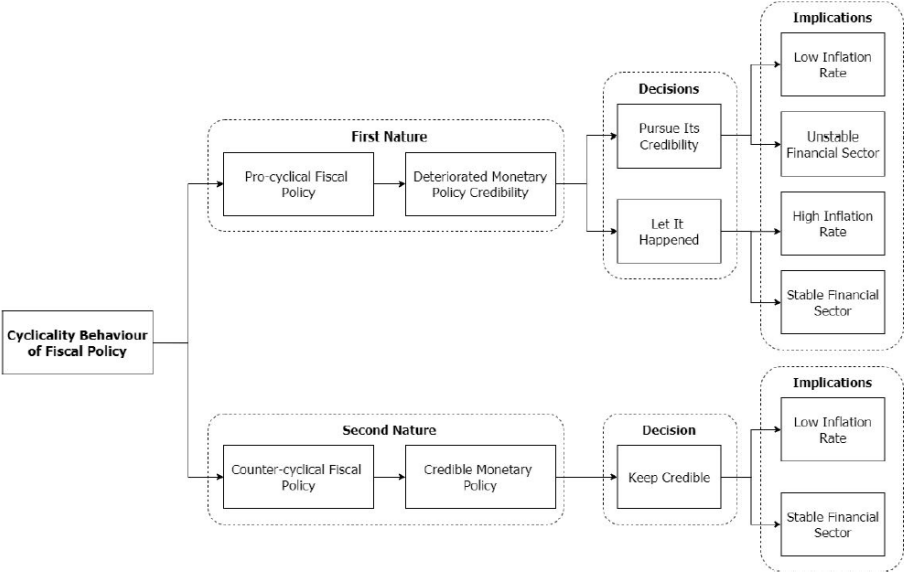 Implications
Low Inflation
Rate
Decisions
Pursue Its
Credibility
Unstable
Financial Sector
First Nature
Pro-cyclical Fiscal
Policy
Deteriorated Monetary
Policy Credibility
Let It
Happened
High Inflation
Rate
Stable Financial
Sector
Cyclicality Behaviour
of Fiscal Policy
Implications
Low Inflation
Rate
Second Nature
Decision
Counter-cyclical Fiscal
Policy
Credible Monetary
Policy
Keep Credible
Stable Financial
Sector